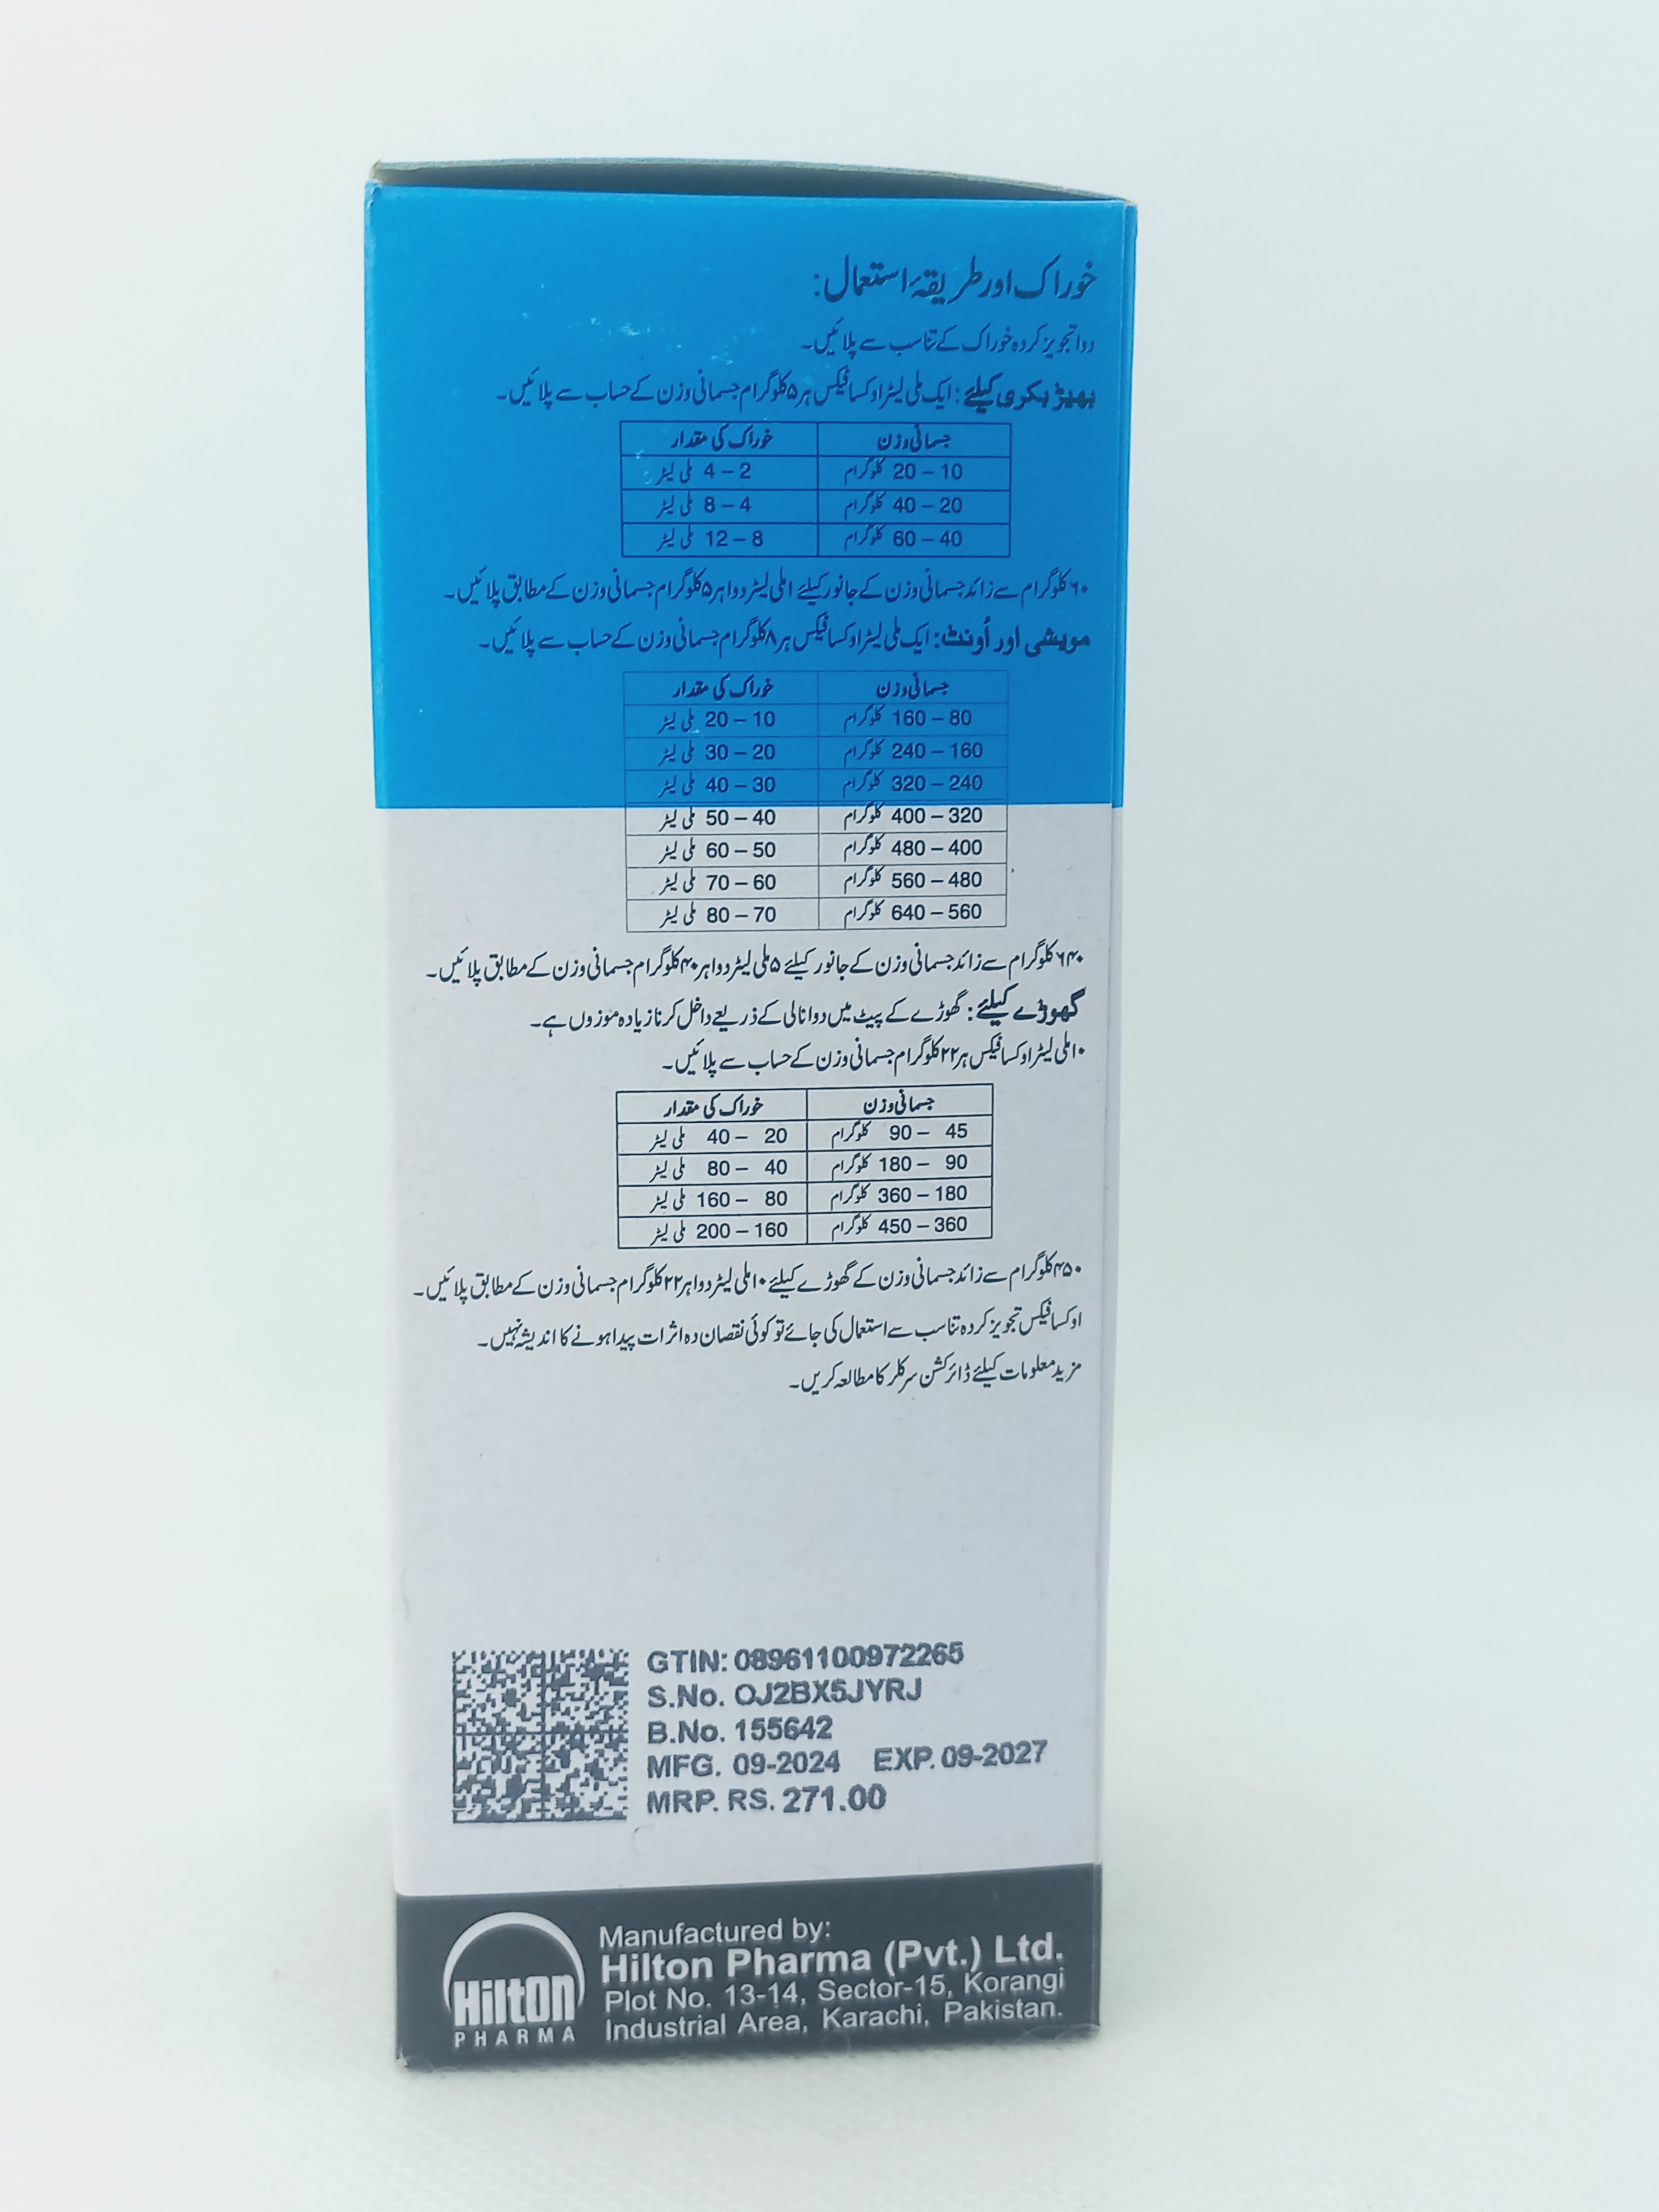 خوراک اور طریقۂ استعمال:
دوا تجویز کردہ خوراک کے تناسب سے پلائیں۔
بھیڑ بکری کیلئے: ایک ملی لیٹر اوکسافیکس ہر ۵ کلوگرام جسمانی وزن کے حساب سے پلائیں۔
جسمانی وزن خوراک کی مقدار
10 – 20 کلوگرام 2 – 4 ملی لیٹر
20 – 40 کلوگرام 4 – 8 ملی لیٹر
40 – 60 کلوگرام 8 – 12 ملی لیٹر
۶۰ کلوگرام سے زائد جسمانی وزن کے جانور کیلئے ۱ ملی لیٹر دوا ہر ۵ کلوگرام جسمانی وزن کے مطابق پلائیں۔
مویشی اور اُونٹ: ایک ملی لیٹر اوکسافیکس ہر ۸ کلوگرام جسمانی وزن کے حساب سے پلائیں۔
جسمانی وزن خوراک کی مقدار
80 – 160 کلوگرام 10 – 20 ملی لیٹر
160 – 240 کلوگرام 20 – 30 ملی لیٹر
240 – 320 کلوگرام 30 – 40 ملی لیٹر
320 – 400 کلوگرام 40 – 50 ملی لیٹر
400 – 480 کلوگرام 50 – 60 ملی لیٹر
480 – 560 کلوگرام 60 – 70 ملی لیٹر
560 – 640 کلوگرام 70 – 80 ملی لیٹر
۶۴۰ کلوگرام سے زائد جسمانی وزن کے جانور کیلئے ۵ ملی لیٹر دوا ہر ۴۰ کلوگرام جسمانی وزن کے مطابق پلائیں۔
گھوڑے کیلئے: گھوڑے کے پیٹ میں دوا نالی کے ذریعے داخل کرنا زیادہ موزوں ہے۔
۱۰ ملی لیٹر اوکسافیکس ہر ۲۲ کلوگرام جسمانی وزن کے حساب سے پلائیں۔
جسمانی وزن خوراک کی مقدار
45 – 90 کلوگرام 20 – 40 ملی لیٹر
90 – 180 کلوگرام 40 – 80 ملی لیٹر
180 – 360 کلوگرام 80 – 160 ملی لیٹر
360 – 450 کلوگرام 160 – 200 ملی لیٹر
۴۵۰ کلوگرام سے زائد جسمانی وزن کے گھوڑے کیلئے ۱۰ ملی لیٹر دوا ہر ۲۲ کلوگرام جسمانی وزن کے مطابق پلائیں۔
اوکسافیکس تجویز کردہ تناسب سے استعمال کی جائے تو کوئی نقصان دہ اثرات پیدا ہونے کا اندیشہ نہیں۔
مزید معلومات کیلئے ڈائرکشن سرکلر کا مطالعہ کریں۔
GTIN: 08961100972265
S.No. OJ2BX5JYRJ
B.No. 155642
MFG. 09-2024 EXP. 09-2027
MRP. RS. 271.00
Hilton
PHARMA
Manufactured by:
Hilton Pharma (Pvt.) Ltd.
Plot No. 13-14, Sector-15, Korangi
Industrial Area, Karachi, Pakistan.